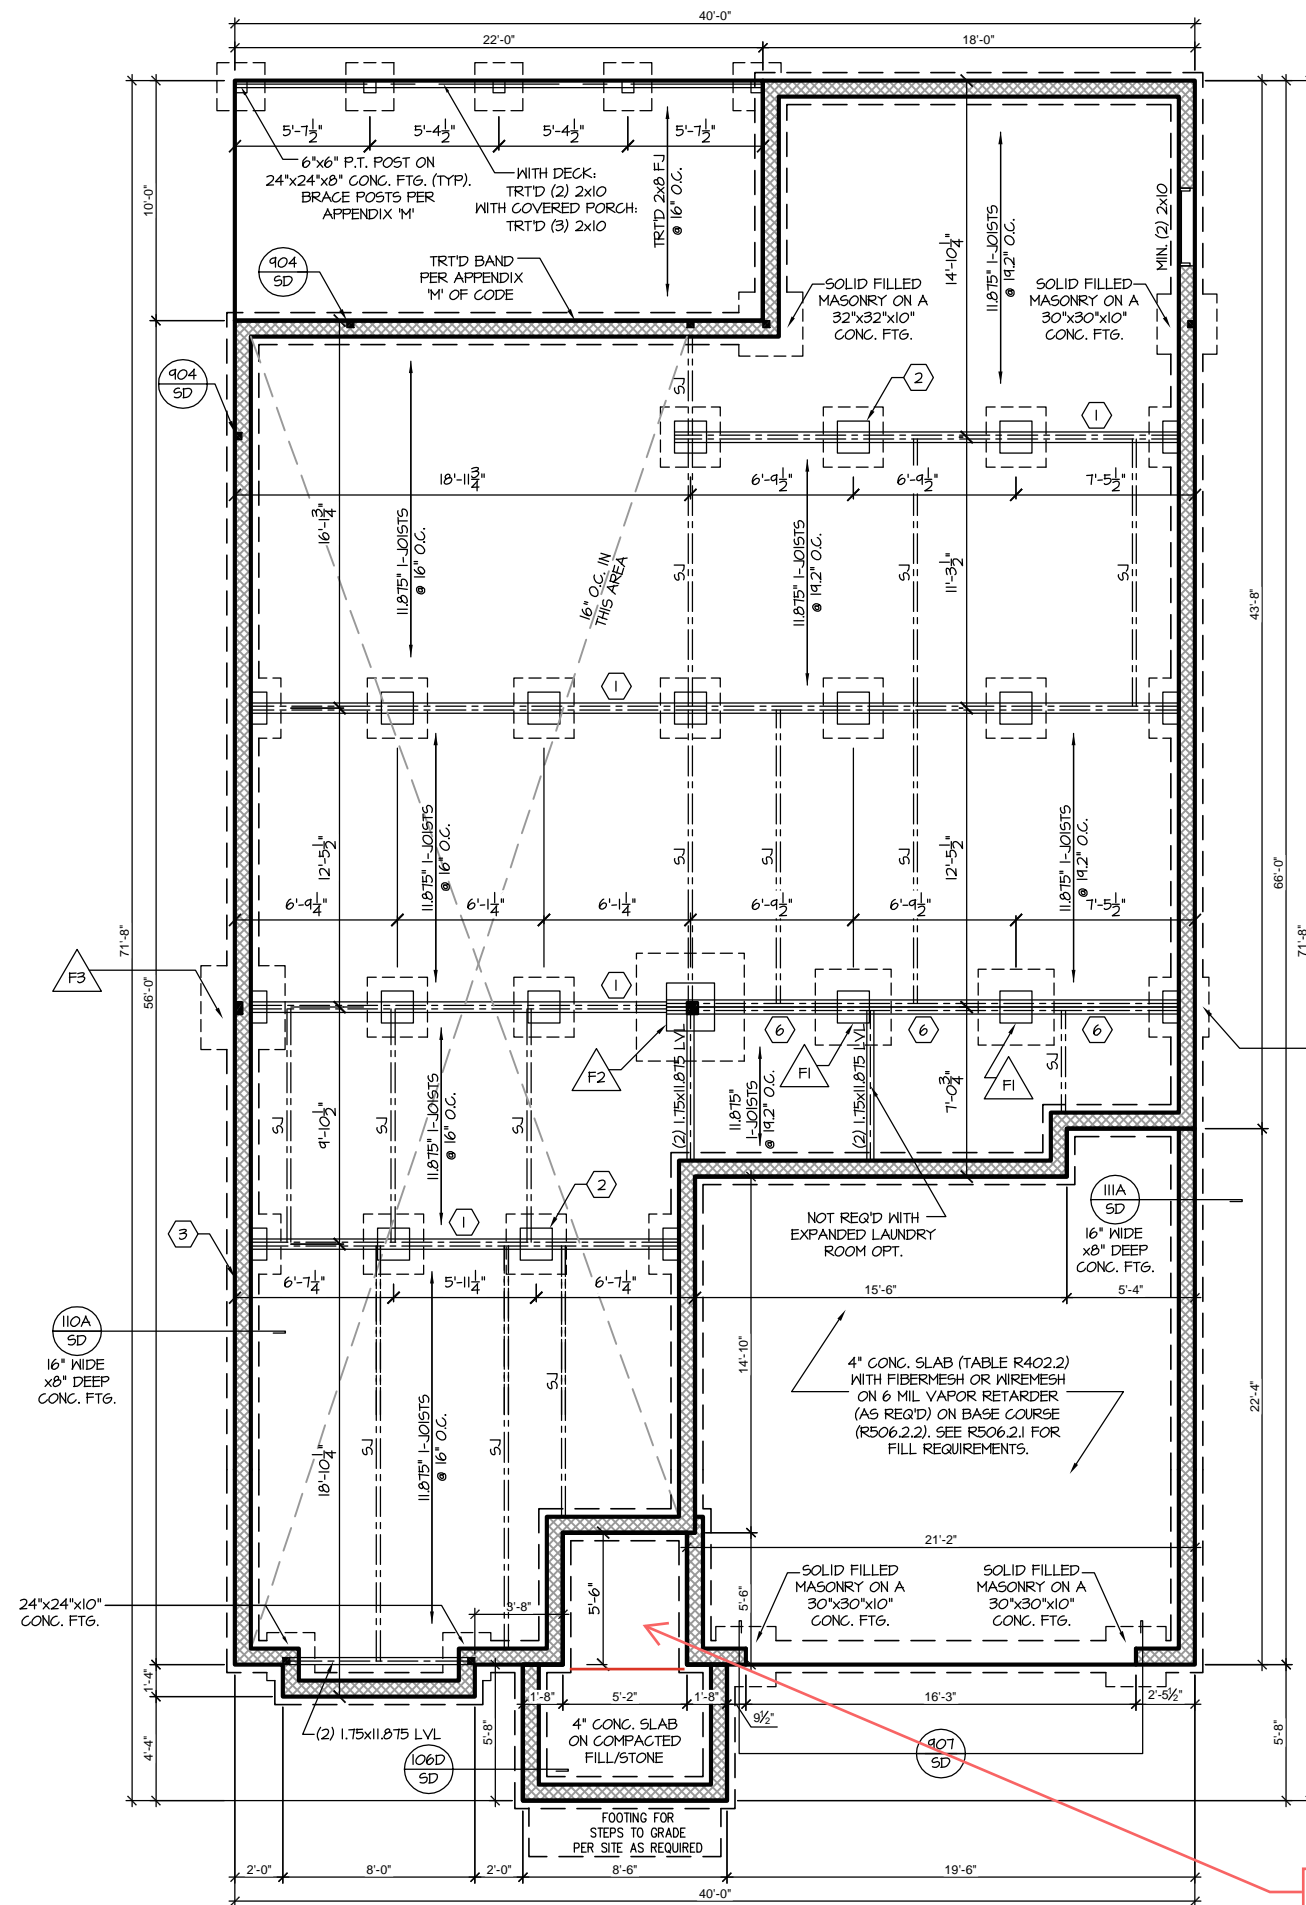 40'-0"
22'-0"
18'-0"
5'-7½"
5'-4½"
5'-4½"
5'-7½"
6"x6" P.T. POST ON
24"x24"x8" CONC. FTG. (TYP).
BRACE POSTS PER
APPENDIX 'M'
WITH DECK:
TRT'D (2) 2x10
WITH COVERED PORCH:
TRT'D (3) 2x10
TRT'D 2x8 FJ
@ 16" O.C.
10'-0"
904
SD
TRT'D BAND
PER APPENDIX
'M' OF CODE
14'-10¼"
11.875" I-JOISTS
@ 19.2" O.C.
MIN. (2) 2x10
SOLID FILLED
MASONRY ON A
32"x32"x10"
CONC. FTG.
SOLID FILLED
MASONRY ON A
30"x30"x10"
CONC. FTG.
904
SD
SJ
2
1
18'-11¾"
6'-9½"
6'-9½"
7'-5½"
16'-1¾"
11.875" I-JOISTS
@ 16" O.C.
16" O.C. IN
THIS AREA
SJ
11.875" I-JOISTS
@ 19.2" O.C.
SJ
11'-3½"
SJ
43'-8"
1
12'-5½"
11.875" I-JOISTS
@ 16" O.C.
SJ
SJ
SJ
12'-5½"
11.875" I-JOISTS
@ 19.2" O.C.
66'-0"
6'-9¼"
6'-1¼"
6'-1¼"
6'-9½"
6'-9½"
7'-5½"
71'-8"
71'-8"
56'-0"
F3
1
6
6
6
F2
F1
F1
SJ
9'-10½"
11.875" I-JOISTS
@ 16" O.C.
SJ
SJ
(2) 1.75x11.875 LVL
11.875"
I-JOISTS
@ 19.2" O.C.
(2) 1.75x11.875 LVL
7'-0¾"
SJ
3
1
2
NOT REQ'D WITH
EXPANDED LAUNDRY
ROOM OPT.
111A
SD
16" WIDE
x8" DEEP
CONC. FTG.
6'-7¼"
5'-11¼"
6'-7¼"
15'-6"
5'-4"
110A
SD
16" WIDE
x8" DEEP
CONC. FTG.
14'-10"
4" CONC. SLAB (TABLE R402.2)
WITH FIBERMESH OR WIREMESH
ON 6 MIL VAPOR RETARDER
(AS REQ'D) ON BASE COURSE
(R506.2.2). SEE R506.2.1 FOR
FILL REQUIREMENTS.
22'-4"
18'-10¼"
SJ
11.875" I-JOISTS
@ 16" O.C.
SJ
SJ
21'-2"
24"x24"x10"
CONC. FTG.
3'-8"
5'-6"
5'-6"
SOLID FILLED
MASONRY ON A
30"x30"x10"
CONC. FTG.
SOLID FILLED
MASONRY ON A
30"x30"x10"
CONC. FTG.
1'-4"
1'-8"
5'-2"
1'-8"
16'-3"
2'-5½"
9½"
4'-4"
(2) 1.75x11.875 LVL
5'-8"
4" CONC. SLAB
ON COMPACTED
FILL/STONE
106D
SD
907
SD
5'-8"
FOOTING FOR
STEPS TO GRADE
PER SITE AS REQUIRED
2'-0"
8'-0"
2'-0"
8'-6"
19'-6"
40'-0"